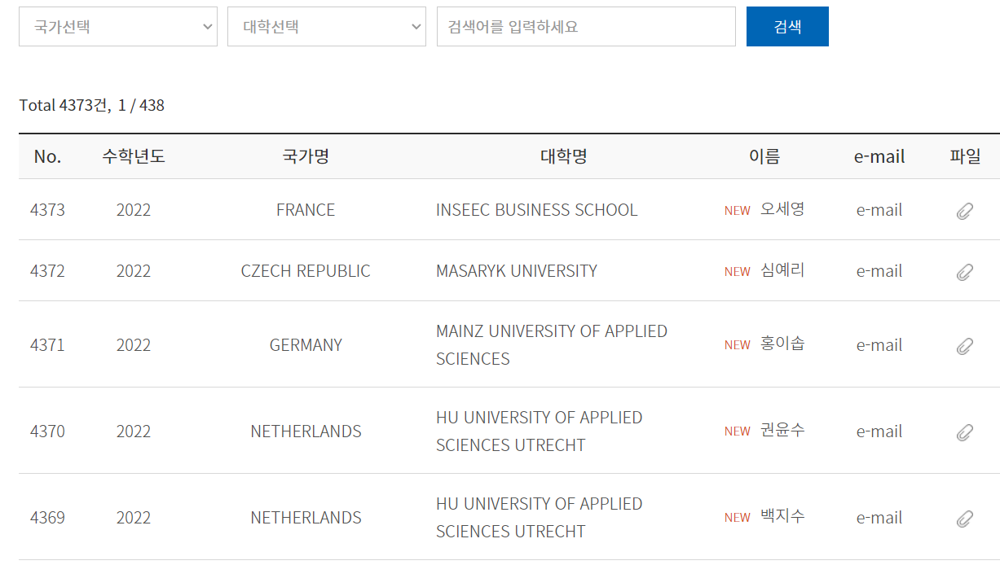 국가선택 대학선택 검색어를 입력하세요 검색
Total 4373건, 1 / 438
No. 수학년도 국가명 대학명 이름 e-mail 파일
4373 2022 FRANCE INSEEC BUSINESS SCHOOL NEW 오세영 e-mail
4372 2022 CZECH REPUBLIC MASARYK UNIVERSITY NEW 심예리 e-mail
4371 2022 GERMANY MAINZ UNIVERSITY OF APPLIED
SCIENCES NEW 홍이솝 e-mail
4370 2022 NETHERLANDS HU UNIVERSITY OF APPLIED
SCIENCES UTRECHT NEW 권윤수 e-mail
4369 2022 NETHERLANDS HU UNIVERSITY OF APPLIED
SCIENCES UTRECHT NEW 백지수 e-mail